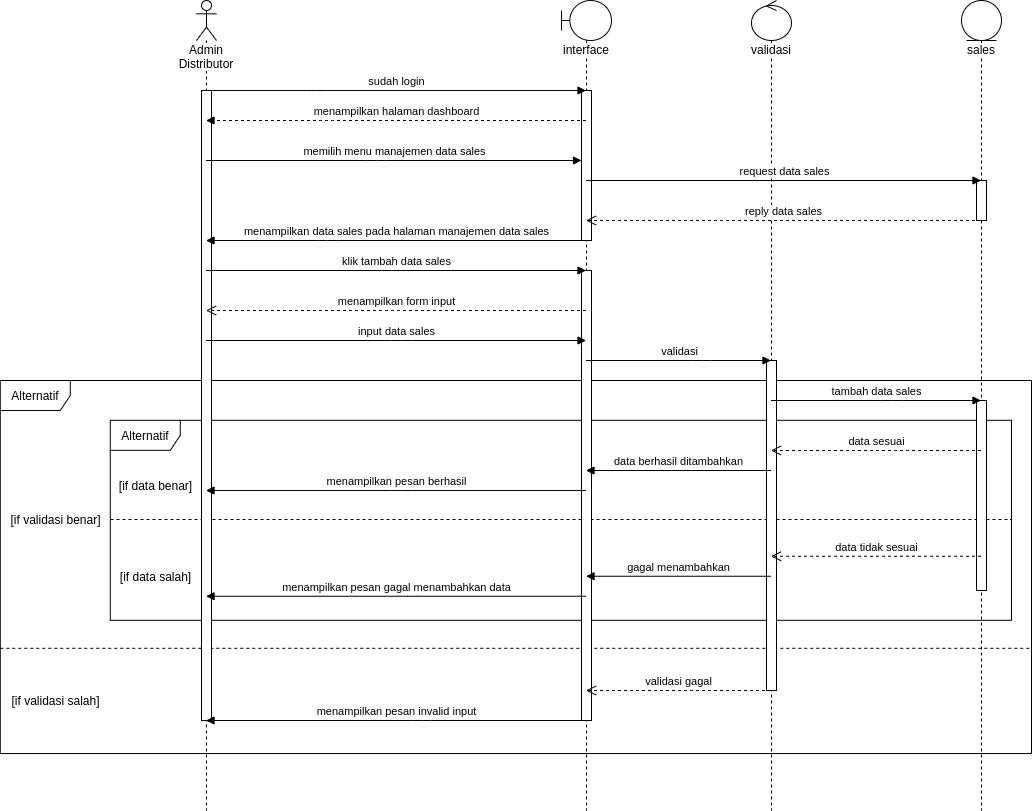 Admin
Distributor
interface
validasi
sales
sudah login
menampilkan halaman dashboard
memilih menu manajemen data sales
request data sales
reply data sales
menampilkan data sales pada halaman manajemen data sales
klik tambah data sales
menampilkan form input
input data sales
validasi
Alternatif
tambah data sales
Alternatif
data sesuai
data berhasil ditambahkan
[if data benar]
menampilkan pesan berhasil
[if validasi benar]
data tidak sesuai
gagal menambahkan
[if data salah]
menampilkan pesan gagal menambahkan data
validasi gagal
[if validasi salah]
menampilkan pesan invalid input